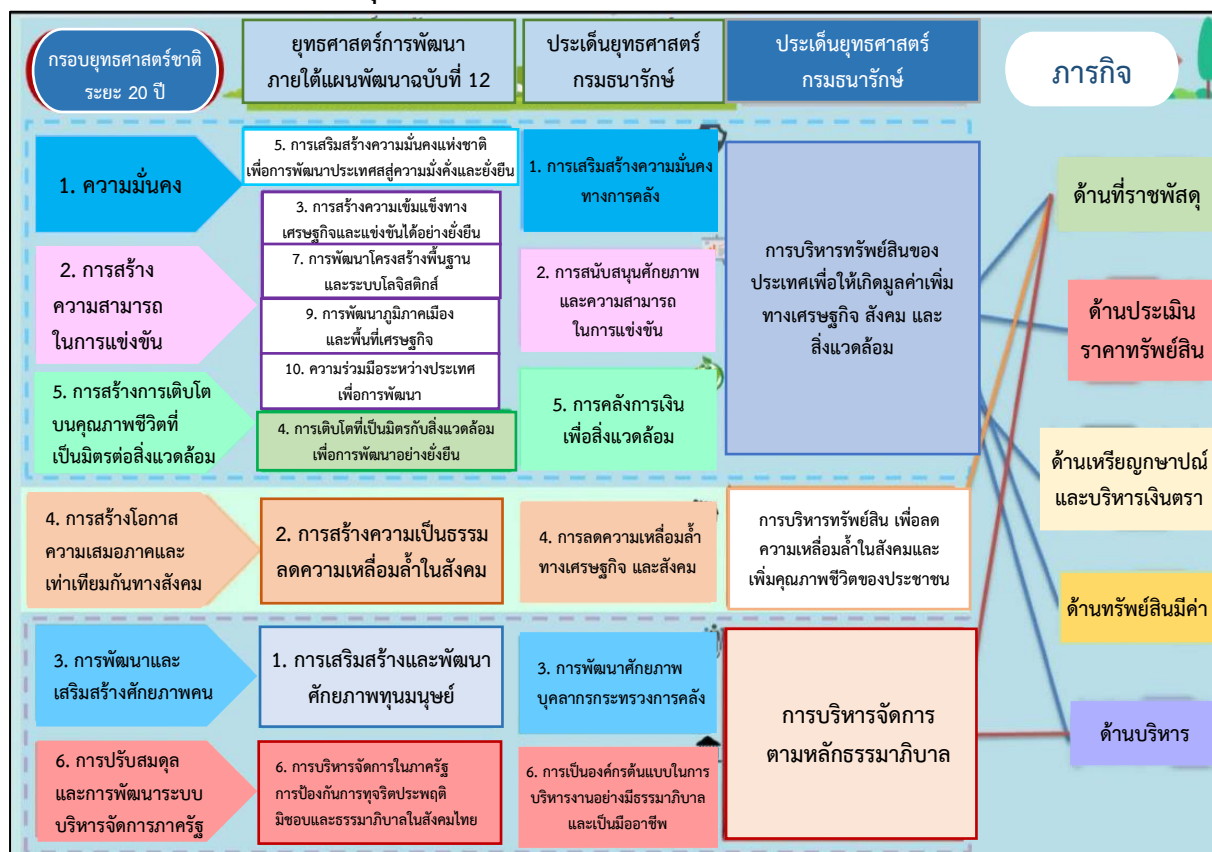 กรอบยุทธศาสตร์ชาติ
ระยะ 20 ปี
ยุทธศาสตร์การพัฒนา
ภายใต้แผนพัฒนาฉบับที่ 12
ประเด็นยุทธศาสตร์
กรมธนารักษ์
ประเด็นยุทธศาสตร์
กรมธนารักษ์
ภารกิจ
1. ความมั่นคง
5. การเสริมสร้างความมั่นคงแห่งชาติ
เพื่อการพัฒนาประเทศสสู่ความมั่งคั่งและยั่งยืน
1. การเสริมสร้างความมั่นคง
ทางการคลัง
2. การสร้าง
ความสามารถ
ในการแข่งขัน
3. การสร้างความเข้มแข็งทาง
เศรษฐกิจและแข่งขันได้อย่างยั่งยืน
7. การพัฒนาโครงสร้างพื้นฐาน
และระบบโลจิสติกส์
9. การพัฒนาภูมิภาคเมือง
และพื้นที่เศรษฐกิจ
10. ความร่วมมือระหว่างประเทศ
เพื่อการพัฒนา
2. การสนับสนุนศักยภาพ
และความสามารถ
ในการแข่งขัน
5. การสร้างการเติบโต
บนคุณภาพชีวิตที่
เป็นมิตรต่อสิ่งแวดล้อม
4. การเติบโตที่เป็นมิตรกับสิ่งแวดล้อม
เพื่อการพัฒนาอย่างยั่งยืน
5. การคลังการเงิน
เพื่อสิ่งแวดล้อม
การบริหารทรัพย์สินของ
ประเทศเพื่อให้เกิดมูลค่าเพิ่ม
ทางเศรษฐกิจ สังคม และ
สิ่งแวดล้อม
4. การสร้างโอกาส
ความเสมอภาคและ
เท่าเทียมกันทางสังคม
2. การสร้างความเป็นธรรม
ลดความเหลื่อมล้ำในสังคม
4. การลดความเหลื่อมล้ำ
ทางเศรษฐกิจ และสังคม
การบริหารทรัพย์สิน เพื่อลด
ความเหลื่อมล้ำในสังคมและ
เพิ่มคุณภาพชีวิตของประชาชน
3. การพัฒนาและ
เสริมสร้างศักยภาพคน
1. การเสริมสร้างและพัฒนา
ศักยภาพทุนมนุษย์
3. การพัฒนาศักยภาพ
บุคลากรกระทรวงการคลัง
6. การปรับสมดุล
และการพัฒนาระบบ
บริหารจัดการภาครัฐ
6. การบริหารจัดการในภาครัฐ
การป้องกันการทุจริตประพฤติ
มิชอบและธรรมาภิบาลในสังคมไทย
6. การเป็นองค์กรต้นแบบในการ
บริหารงานอย่างมีธรรมาภิบาล
และเป็นมืออาชีพ
การบริหารจัดการ
ตามหลักธรรมาภิบาล
ด้านที่ราชพัสดุ
ด้านประเมิน
ราคาทรัพย์สิน
ด้านเหรียญกษาปณ์
และบริหารเงินตรา
ด้านทรัพย์สินมีค่า
ด้านบริหาร